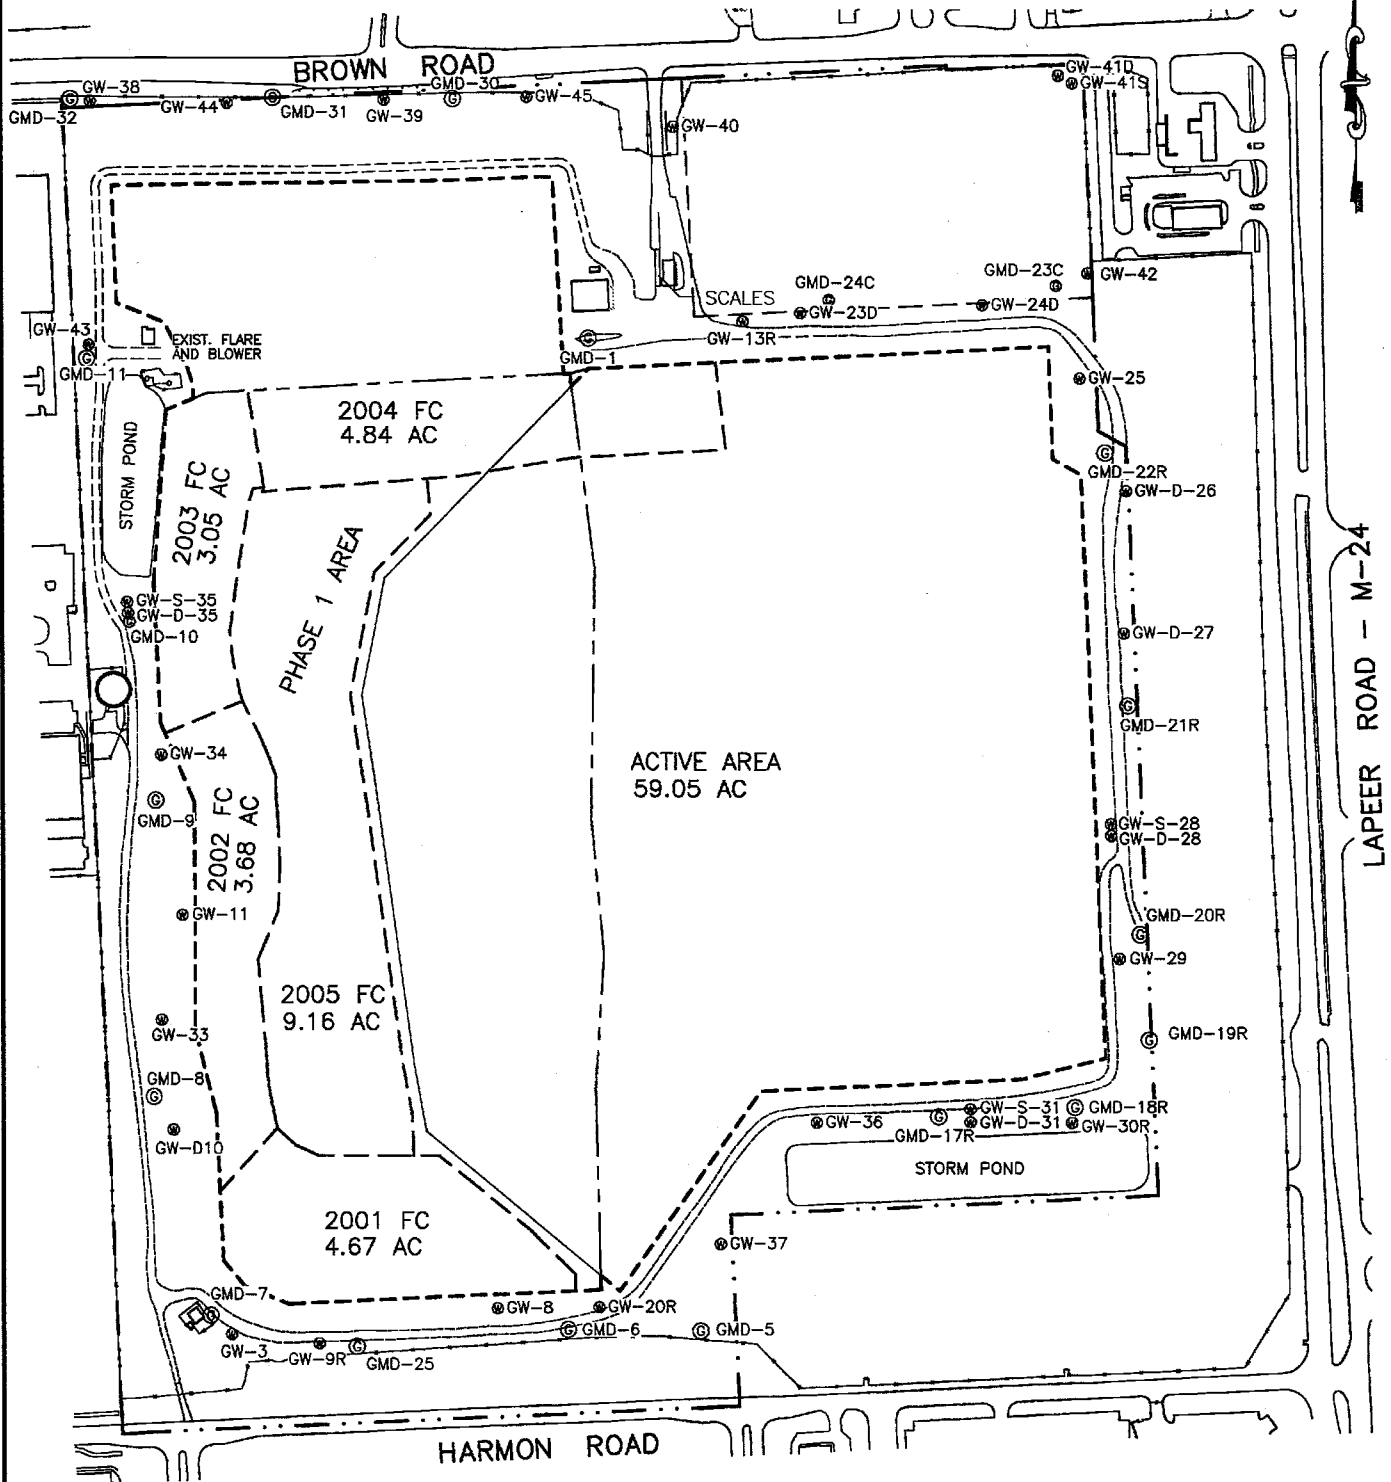 BROWN ROAD
GW-38
GMD-32
GW-44
GMD-31
GW-39
GMD-30
GW-45
GW-40
GW-41D
GW-41S
GW-42
GMD-23C
GMD-24C
SCALES
GW-23D
GW-24D
GW-13R
GMD-1
GW-43
EXIST. FLARE
AND BLOWER
GMD-11
GW-25
2004 FC
4.84 AC
STORM POND
2003 FC
3.05 AC
PHASE 1 AREA
GMD-22R
GW-D-26
LAPEER ROAD - M-24
GW-S-35
GW-D-35
GMD-10
GW-D-27
GMD-21R
GW-34
ACTIVE AREA
59.05 AC
GMD-9
2002 FC
3.68 AC
GW-S-28
GW-D-28
GW-11
GMD-20R
GW-29
2005 FC
9.16 AC
GW-33
GMD-19R
GMD-8
GW-D10
GW-36
GW-S-31
GW-D-31
GMD-17R
GMD-18R
GW-30R
STORM POND
2001 FC
4.67 AC
GW-37
GMD-7
GW-8
GW-20R
GMD-6
GMD-5
GW-3
GW-9R
GMD-25
HARMON ROAD